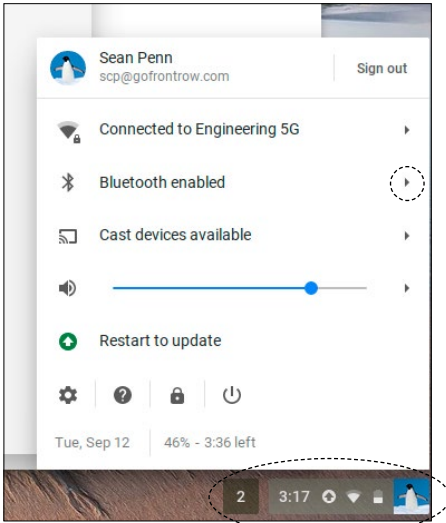 Sean Penn
scp@gofrontrow.com
Sign out
Connected to Engineering 5G
Bluetooth enabled
Cast devices available
Restart to update
Tue, Sep 12
46% - 3:36 left
2
3:17